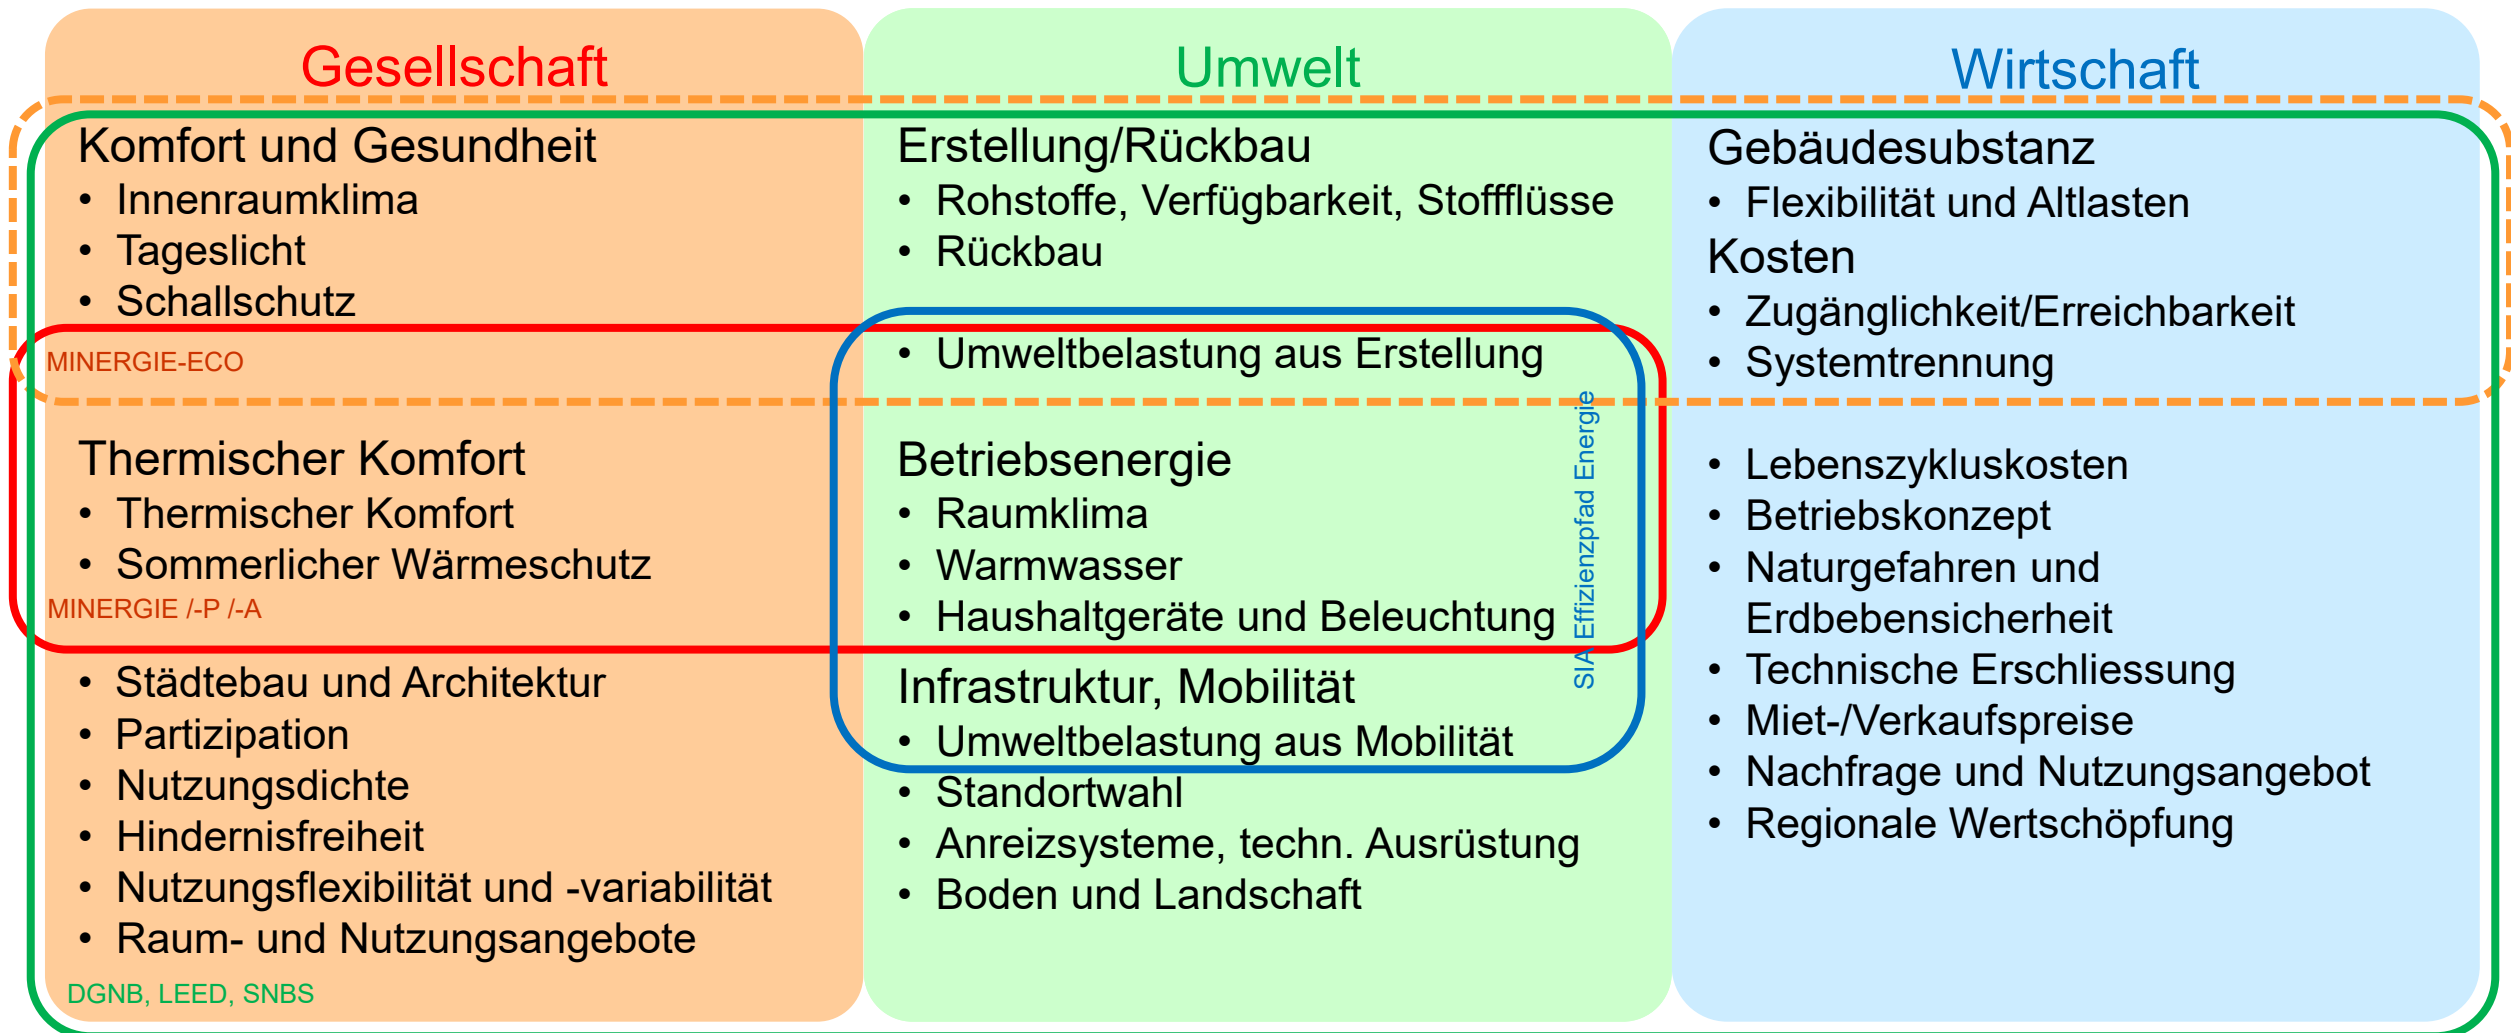 Gesellschaft
Komfort und Gesundheit
• Innenraumklima
• Tageslicht
• Schallschutz
MINERGIE-ECO
Thermischer Komfort
• Thermischer Komfort
• Sommerlicher Wärmeschutz
MINERGIE /-P /-A
• Städtebau und Architektur
• Partizipation
• Nutzungsdichte
• Hindernisfreiheit
• Nutzungsflexibilität und -variabilität
• Raum- und Nutzungsangebote
DGNB, LEED, SNBS
Umwelt
Erstellung/Rückbau
• Rohstoffe, Verfügbarkeit, Stoffflüsse
• Rückbau
• Umweltbelastung aus Erstellung
Betriebsenergie
• Raumklima
• Warmwasser
• Haushaltgeräte und Beleuchtung
SIA Effizienzpfad Energie
Infrastruktur, Mobilität
• Umweltbelastung aus Mobilität
• Standortwahl
• Anreizsysteme, techn. Ausrüstung
• Boden und Landschaft
Wirtschaft
Gebäudesubstanz
• Flexibilität und Altlasten
Kosten
• Zugänglichkeit/Erreichbarkeit
• Systemtrennung
• Lebenszykluskosten
• Betriebskonzept
• Naturgefahren und
Erdbebensicherheit
• Technische Erschliessung
• Miet-/Verkaufspreise
• Nachfrage und Nutzungsangebot
• Regionale Wertschöpfung